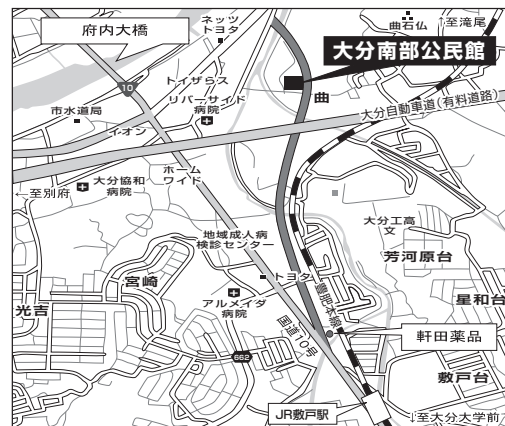 府内大橋
ネッツ
トヨタ
曲石仏
↑至滝尾
大分南部公民館
10
トイザらス
リバーサイド
病院
曲
市水道局
イオン
大分自動車道(有料道路)
ホーム
ワイド
←至別府
大分協和
病院
大分工高
文
地域成人病
検診センター
芳河原台
宮崎
トヨタ
アルメイダ
病院
星和台
光吉
国道10号
豊肥本線
軒田薬品
662
敷戸台
JR敷戸駅
↓至大分大学前